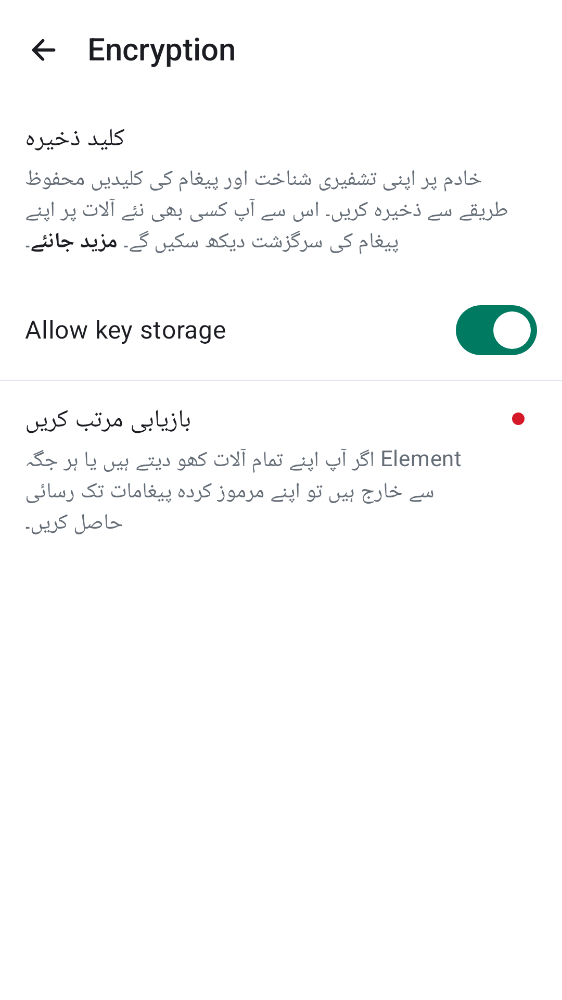 Encryption
کلید ذخیرہ
خادم پر اپنی تشفیری شناخت اور پیغام کی کلیدیں محفوظ
طریقے سے ذخیرہ کریں۔ اس سے آپ کسی بھی نئے آلات پر اپنے
پیغام کی سرگزشت دیکھ سکیں گے۔ مزید جانئے۔
Allow key storage
بازیابی مرتب کریں
اگر آپ اپنے تمام آلات کھو دیتے ہیں یا ہر جگہ Element
سے خارج ہیں تو اپنے مرموز کردہ پیغامات تک رسائی
حاصل کریں۔